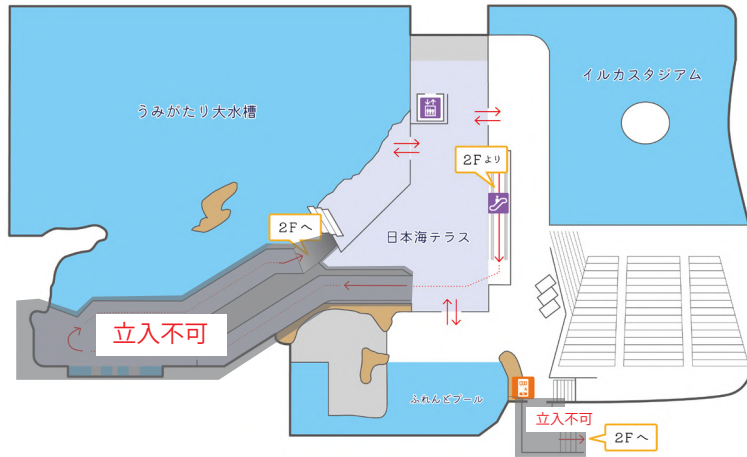 うみがたり大水槽
イルカスタジアム
2Fより
2Fへ
日本海テラス
立入不可
ふれんどプール
立入不可
2Fへ